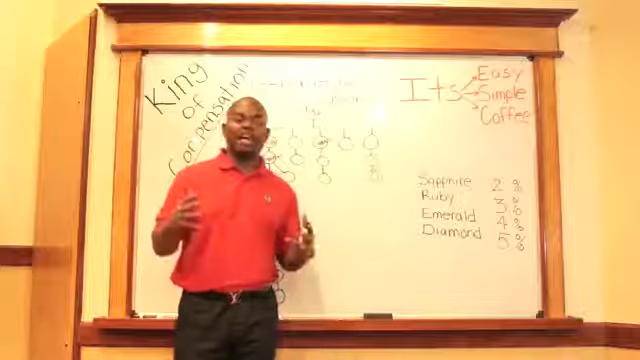 King
of
Compensation
Its
Easy
Simple
Coffee
Sapphire 2 %
Ruby 3 %
Emerald 4 %
Diamond 5 %